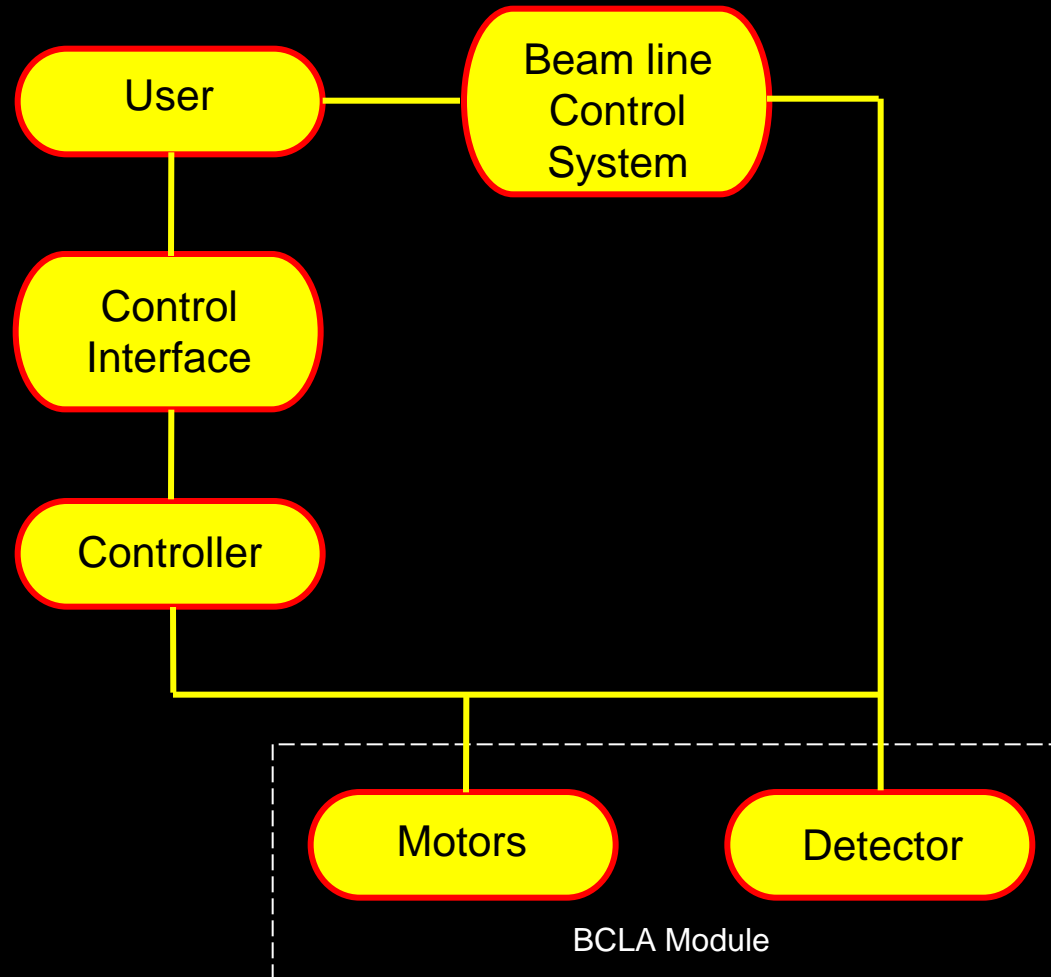 User
Beam line
Control
System
Control
Interface
Controller
Motors
Detector
BCLA Module